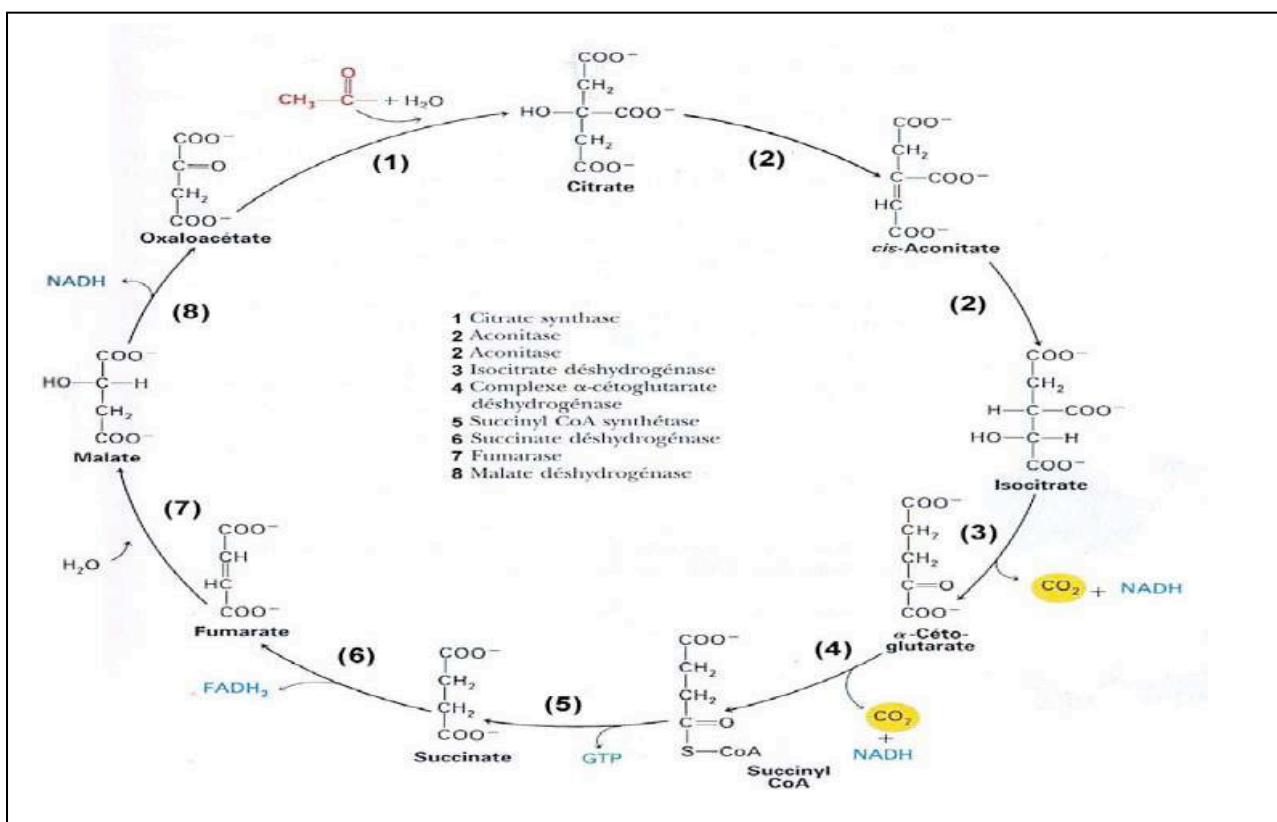 O
CH₃—C— + H₂O
(1)
COO⁻
CH₂
HO—C—COO⁻
CH₂
COO⁻
Citrate
(2)
COO⁻
CH₂
C—COO⁻
HC
COO⁻
cis-Aconitate
(2)
COO⁻
CH₂
H—C—COO⁻
HO—C—H
COO⁻
Isocitrate
(3)
CO₂ + NADH
COO⁻
CH₂
CH₂
C=O
COO⁻
α-Céto-
glutarate
(4)
CO₂
+
NADH
COO⁻
CH₂
CH₂
C=O
S—CoA
Succinyl
CoA
(5)
GTP
COO⁻
CH₂
CH₂
COO⁻
Succinate
(6)
FADH₂
COO⁻
CH
HC
COO⁻
Fumarate
(7)
H₂O
COO⁻
HO—C—H
CH₂
COO⁻
Malate
(8)
NADH
COO⁻
C=O
CH₂
COO⁻
Oxaloacétate
1 Citrate synthase
2 Aconitase
2 Aconitase
3 Isocitrate déshydrogénase
4 Complexe α-cétoglutarate
déshydrogénase
5 Succinyl CoA synthétase
6 Succinate déshydrogénase
7 Fumarase
8 Malate déshydrogénase